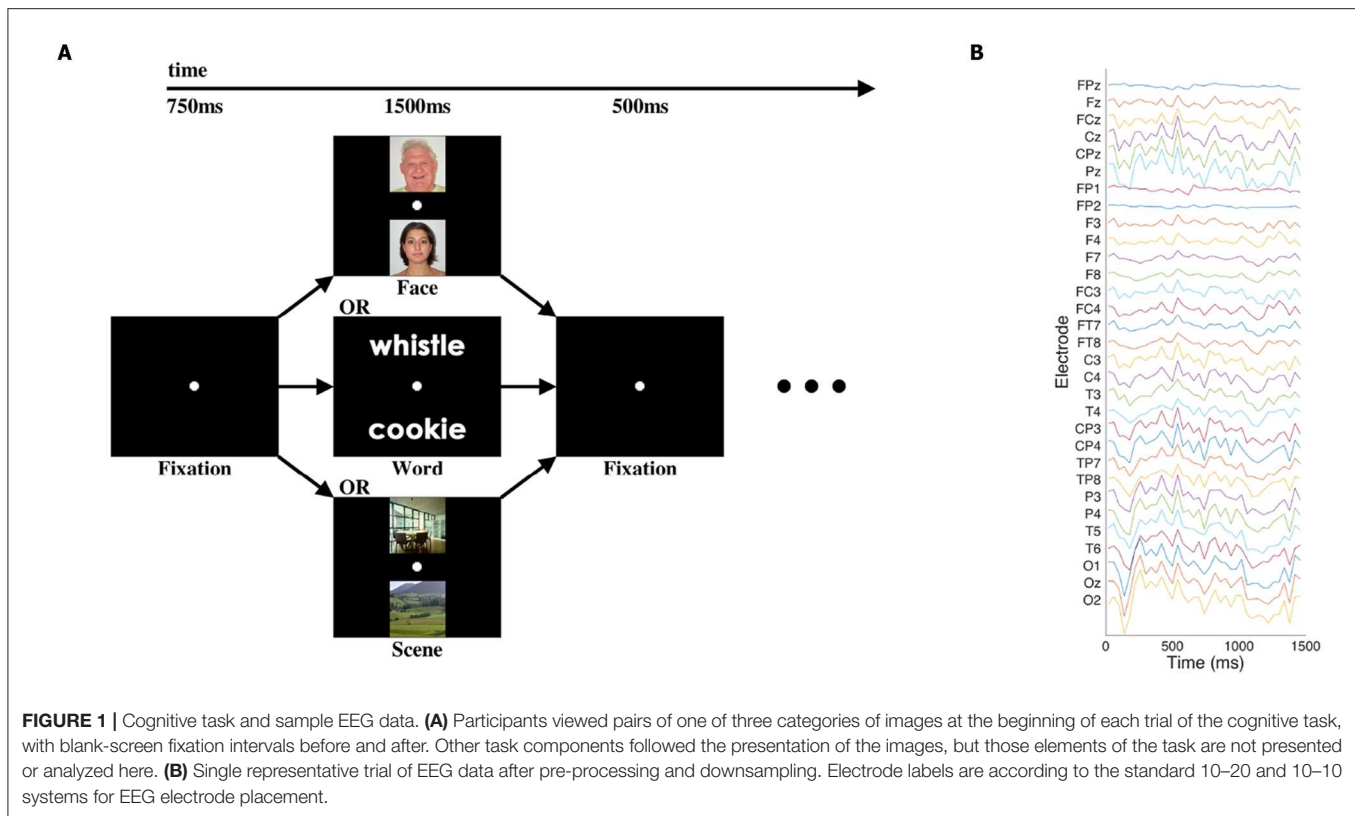 A
time
750ms
1500ms
500ms
Face
OR
whistle
cookie
Fixation
Word
Fixation
OR
Scene
B
FPz
Fz
FCz
Cz
CPz
Pz
FP1
FP2
F3
F4
F7
F8
FC3
FC4
FT7
FT8
C3
C4
T3
T4
CP3
CP4
TP7
TP8
P3
P4
T5
T6
O1
Oz
O2
Electrode
0 500 1000 1500
Time (ms)
FIGURE 1 | Cognitive task and sample EEG data. (A) Participants viewed pairs of one of three categories of images at the beginning of each trial of the cognitive task,
with blank-screen fixation intervals before and after. Other task components followed the presentation of the images, but those elements of the task are not presented
or analyzed here. (B) Single representative trial of EEG data after pre-processing and downsampling. Electrode labels are according to the standard 10–20 and 10–10
systems for EEG electrode placement.